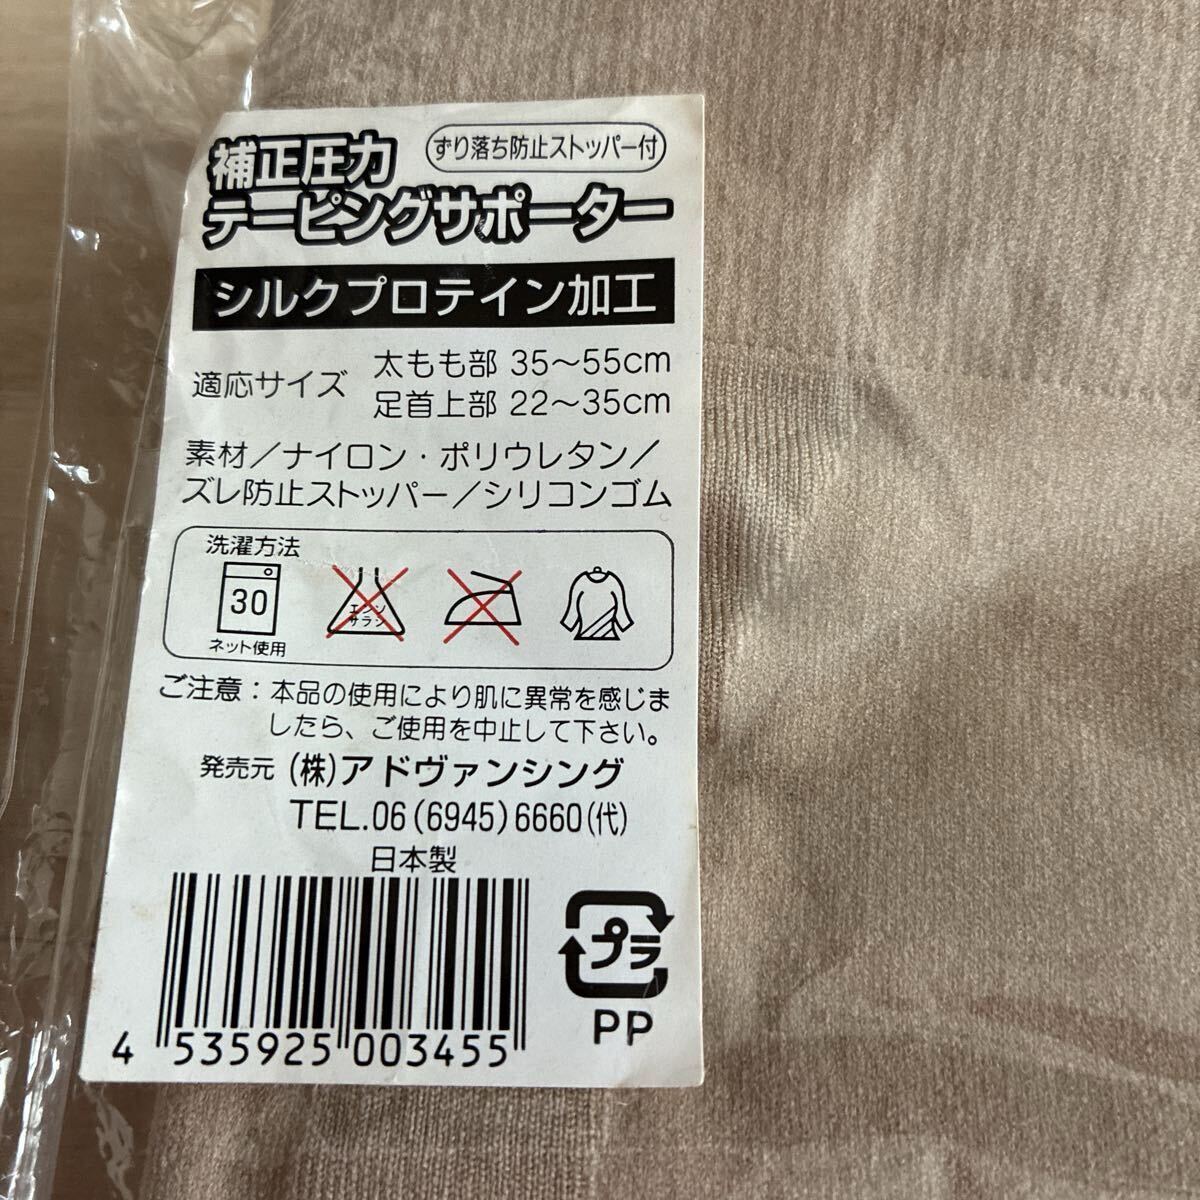 補正圧力
ずり落ち防止ストッパー付
テーピングサポーター
シルクプロテイン加工
適応サイズ
太もも部 35〜55cm
足首上部 22〜35cm
素材／ナイロン・ポリウレタン／
ズレ防止ストッパー／シリコンゴム
洗濯方法
30
ネット使用
エンソ
サラシ
ご注意：本品の使用により肌に異常を感じま
したら、ご使用を中止して下さい。
発売元 (株)アドヴァンシング
TEL.06(6945)6660(代)
日本製
4 535925 003455
プラ
PP